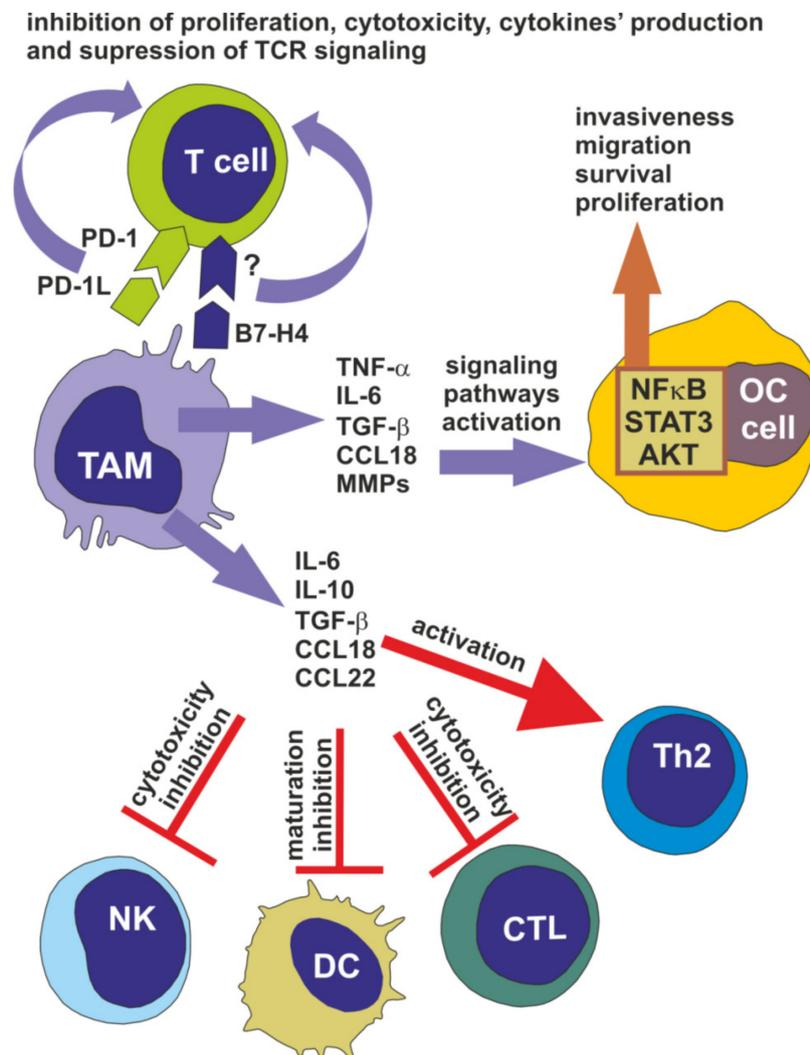 inhibition of proliferation, cytotoxicity, cytokines’ production
and supression of TCR signaling
T cell
PD-1
PD-1L
?
B7-H4
invasiveness
migration
survival
proliferation
TAM
TNF-α
IL-6
TGF-β
CCL18
MMPs
signaling
pathways
activation
NFκB
STAT3
AKT
OC
cell
IL-6
IL-10
TGF-β
CCL18
CCL22
activation
Th2
cytotoxicity
inhibition
maturation
inhibition
cytotoxicity
inhibition
NK
DC
CTL